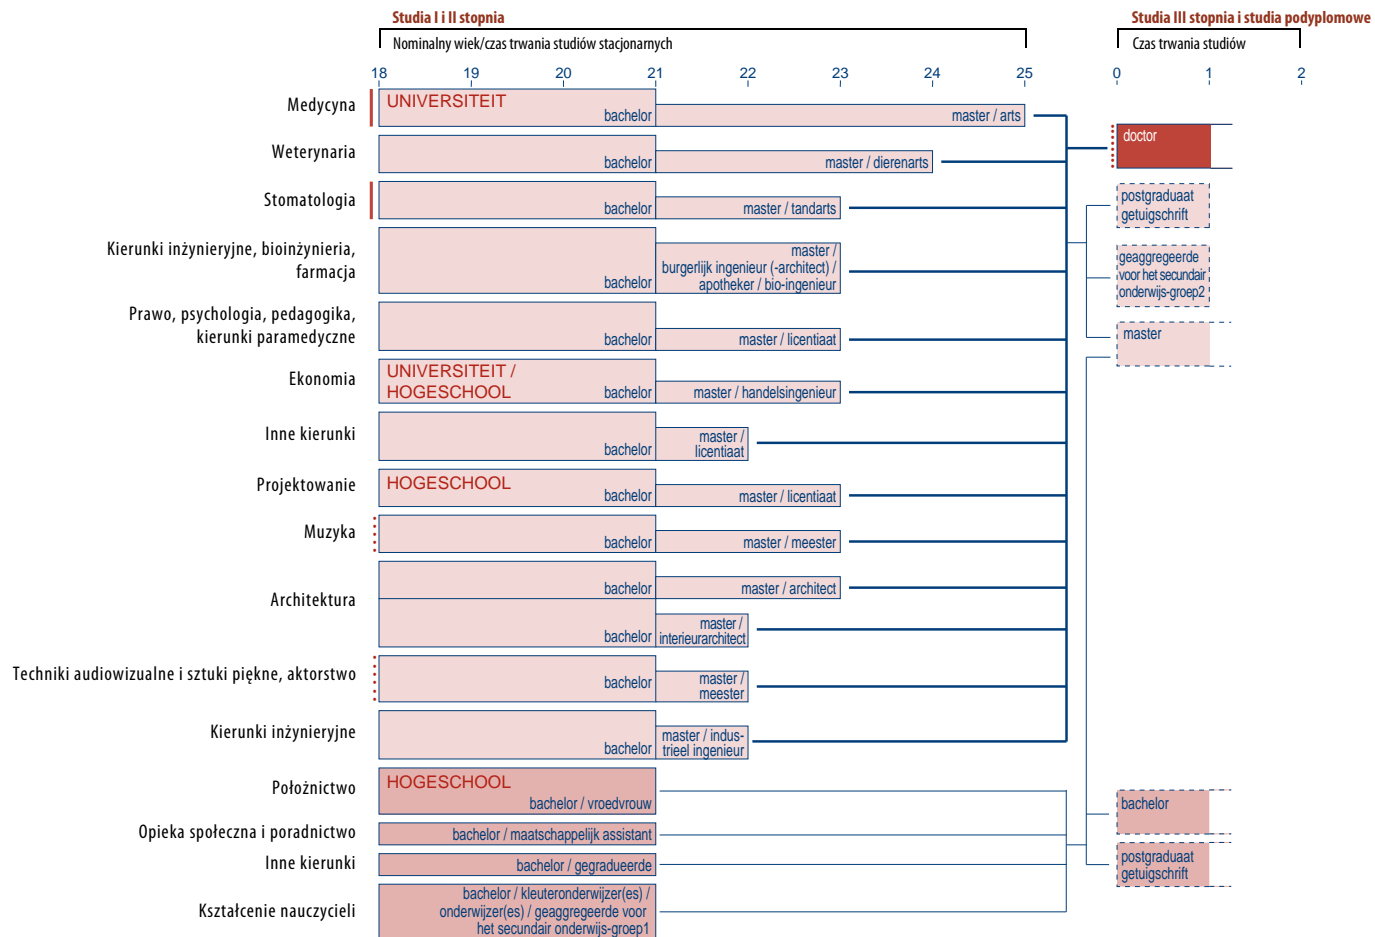 Studia I i II stopnia
Studia III stopnia i studia podyplomowe
Nominalny wiek/czas trwania studiów stacjonarnych
Czas trwania studiów
18 19 20 21 22 23 24 25
0 1 2
Medycyna
UNIVERSITEIT
bachelor
master / arts
Weterynaria
bachelor
master / dierenarts
Stomatologia
bachelor
master / tandarts
Kierunki inżynieryjne, bioinżynieria,
farmacja
bachelor
master /
burgerlijk ingenieur (-architect) /
apotheker / bio-ingenieur
Prawo, psychologia, pedagogika,
kierunki paramedyczne
bachelor
master / licentiaat
Ekonomia
UNIVERSITEIT /
HOGESCHOOL
bachelor
master / handelsingenieur
Inne kierunki
bachelor
master /
licentiaat
Projektowanie
HOGESCHOOL
bachelor
master / licentiaat
Muzyka
bachelor
master / meester
Architektura
bachelor
master / architect
bachelor
master /
interieurarchitect
Techniki audiowizualne i sztuki piękne, aktorstwo
bachelor
master /
meester
Kierunki inżynieryjne
bachelor
master / indus-
trieel ingenieur
Położnictwo
HOGESCHOOL
bachelor / vroedvrouw
Opieka społeczna i poradnictwo
bachelor / maatschappelijk assistant
Inne kierunki
bachelor / gegradueerde
Kształcenie nauczycieli
bachelor / kleuteronderwijzer(es) /
onderwijzer(es) / geaggregeerde voor
het secundair onderwijs-groep1
doctor
postgraduaat
getuigschrift
geaggregeerde
voor het secundair
onderwijs-groep2
master
bachelor
postgraduaat
getuigschrift